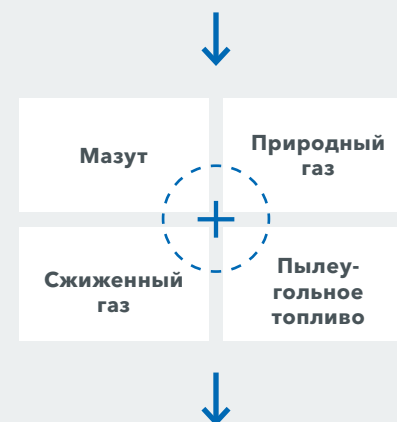 Мазут
Природный
газ
Сжиженный
газ
Пылеу-
гольное
топливо